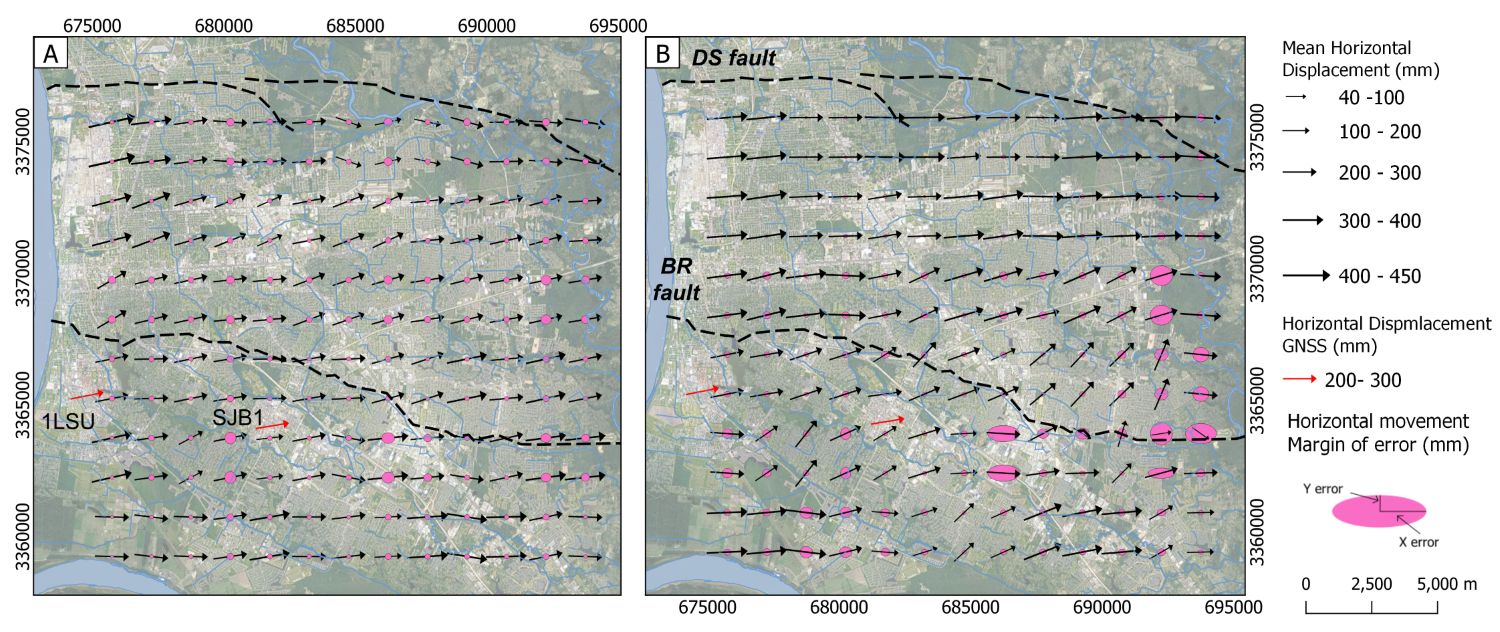 675000 680000 685000 690000 695000
A
B
DS fault
BR
fault
1LSU
SJB1
3375000
3370000
3365000
3360000
3375000
3370000
3365000
3360000
675000 680000 685000 690000 695000
Mean Horizontal
Displacement (mm)
40 -100
100 - 200
200 - 300
300 - 400
400 - 450
Horizontal Dispmlacement
GNSS (mm)
200- 300
Horizontal movement
Margin of error (mm)
Y error
X error
0 2,500 5,000 m